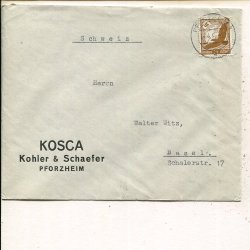 Schweiz
Herrn
Walter Witz,
Basel.
Schalerstr. 17
KOSCA
Kohler & Schaefer
PFORZHEIM